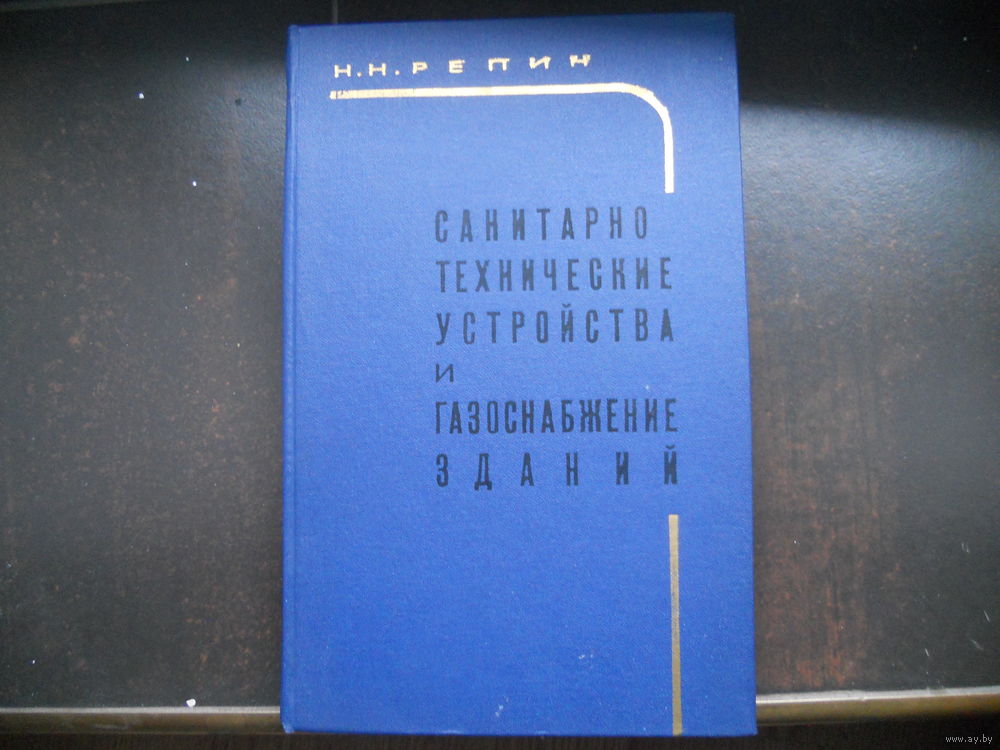 Н.Н.РЕПИН
САНИТАРНО
ТЕХНИЧЕСКИЕ
УСТРОЙСТВА
И
ГАЗОСНАБЖЕНИЕ
ЗДАНИЙ
www.ay.by